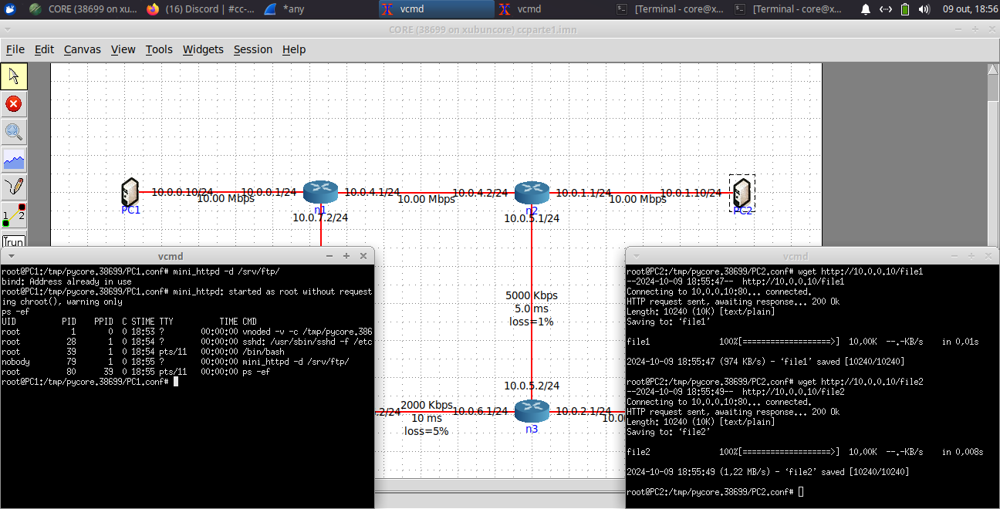 CORE (38699 on xu...
(16) Discord | #cc-...
*any
vcmd
vcmd
[Terminal - core@x...
[Terminal - core@x...
09 out, 18:56
CORE (38699 on xubuncore) ccparte1.imn
File Edit Canvas View Tools Widgets Session Help
10.0.0.10/24
10.0.0.1/24
10.00 Mbps
PC1
n1
10.0.7.2/24
10.0.4.1/24
10.0.4.2/24
10.00 Mbps
n2
10.0.5.1/24
10.0.1.1/24
10.0.1.10/24
10.00 Mbps
PC2
1 2
run
5000 Kbps
5.0 ms
loss=1%
10.0.5.2/24
.2/24
2000 Kbps
10 ms
loss=5%
10.0.6.1/24
10.0.2.1/24
10.0
n3
vcmd
root@PC1:/tmp/pycore.38699/PC1.conf# mini_httpd -d /srv/ftp/
bind: Address already in use
root@PC1:/tmp/pycore.38699/PC1.conf# mini_httpd: started as root without request
ing chroot(), warning only
ps -ef
UID PID PPID C STIME TTY TIME CMD
root 1 0 0 18:53 ? 00:00:00 vnoded -v -c /tmp/pycore.386
root 28 1 0 18:54 ? 00:00:00 sshd: /usr/sbin/sshd -f /etc
root 39 1 0 18:54 pts/11 00:00:00 /bin/bash
nobody 79 1 0 18:55 ? 00:00:00 mini_httpd -d /srv/ftp/
root 80 39 0 18:55 pts/11 00:00:00 ps -ef
root@PC1:/tmp/pycore.38699/PC1.conf#
vcmd
root@PC2:/tmp/pycore.38699/PC2.conf# wget http://10.0.0.10/file1
--2024-10-09 18:55:47-- http://10.0.0.10/file1
Connecting to 10.0.0.10:80... connected.
HTTP request sent, awaiting response... 200 Ok
Length: 10240 (10K) [text/plain]
Saving to: ‘file1’
file1 100%[===================>] 10,00K --.-KB/s in 0,01s
2024-10-09 18:55:47 (974 KB/s) - ‘file1’ saved [10240/10240]
root@PC2:/tmp/pycore.38699/PC2.conf# wget http://10.0.0.10/file2
--2024-10-09 18:55:49-- http://10.0.0.10/file2
Connecting to 10.0.0.10:80... connected.
HTTP request sent, awaiting response... 200 Ok
Length: 10240 (10K) [text/plain]
Saving to: ‘file2’
file2 100%[===================>] 10,00K --.-KB/s in 0,008s
2024-10-09 18:55:49 (1,22 MB/s) - ‘file2’ saved [10240/10240]
root@PC2:/tmp/pycore.38699/PC2.conf#